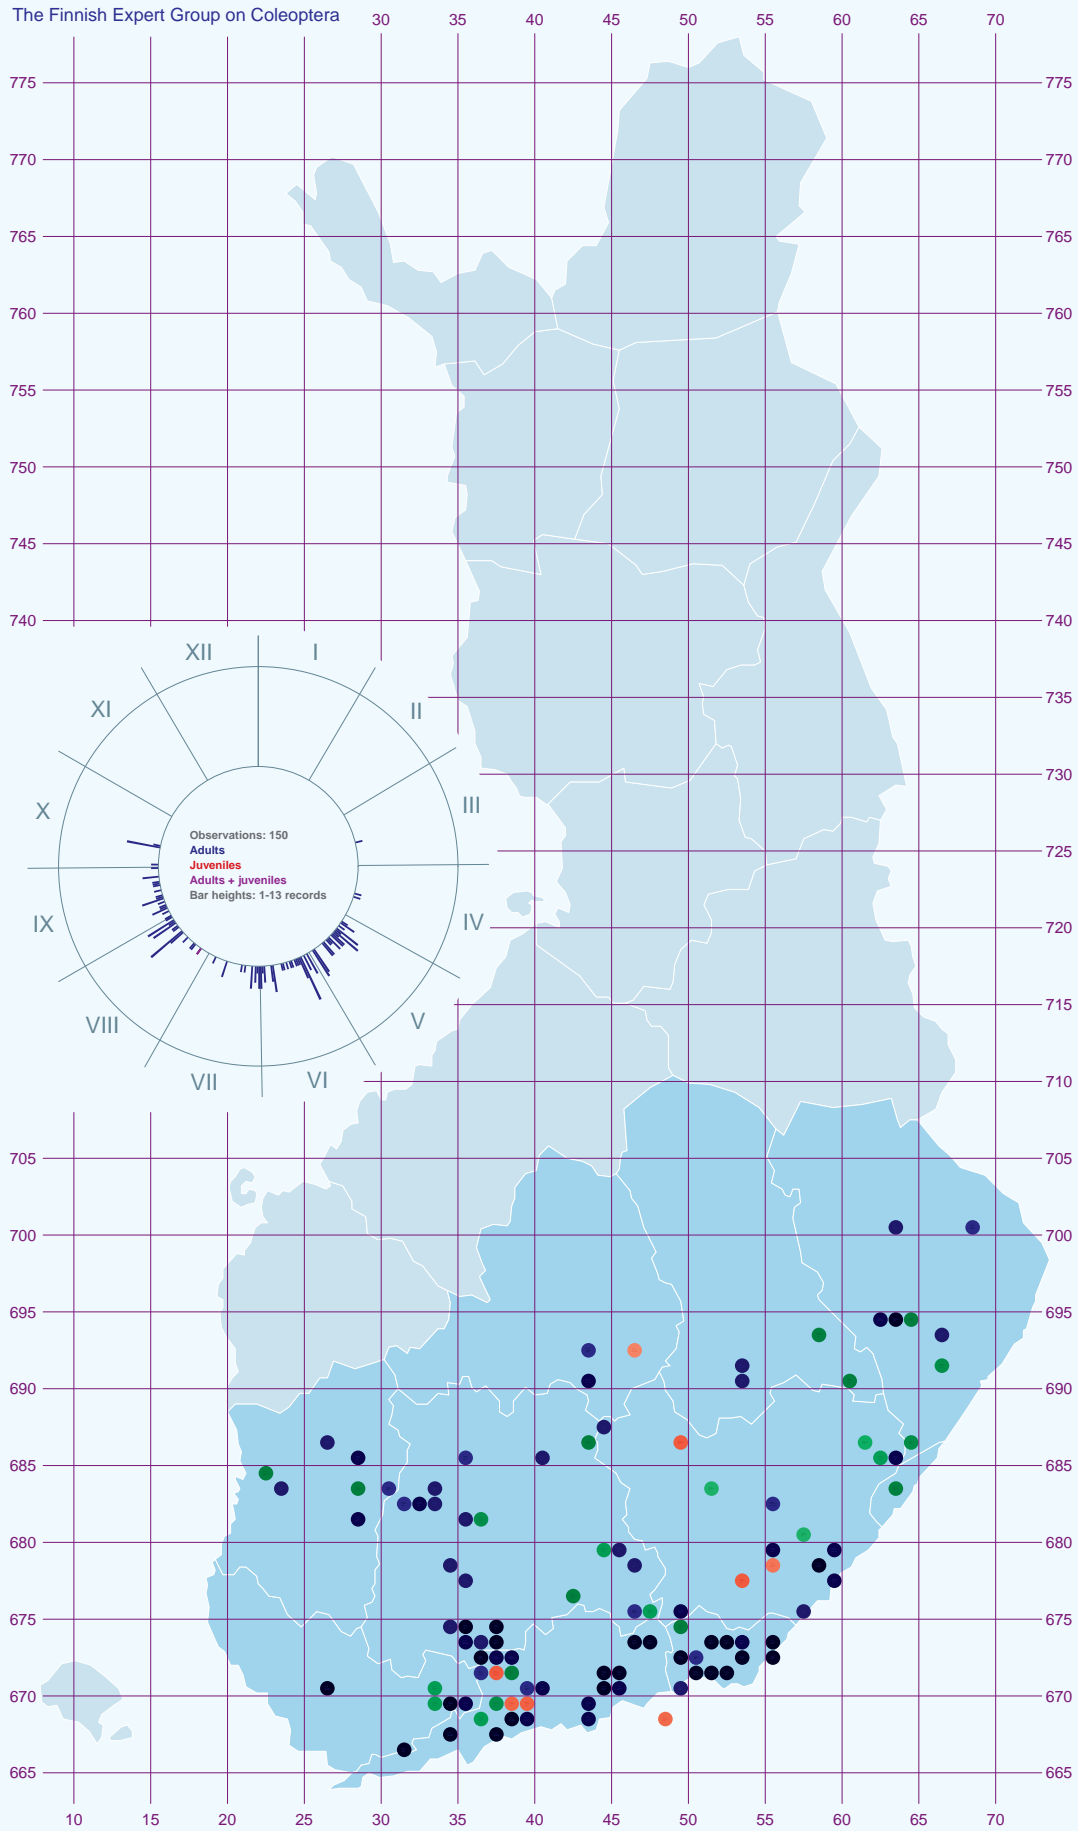 The Finnish Expert Group on Coleoptera
30 35 40 45 50 55 60 65 70
775 775
770 770
765 765
760 760
755 755
750 750
745 745
740 740
XII I
XI II
735
730
X III
Observations: 150
Adults
Juveniles
Adults + juveniles
Bar heights: 1-13 records
725
IX IV
720
VIII V
715
VII VI
710
705 705
700 700
695 695
690 690
685 685
680 680
675 675
670 670
665 665
10 15 20 25 30 35 40 45 50 55 60 65 70